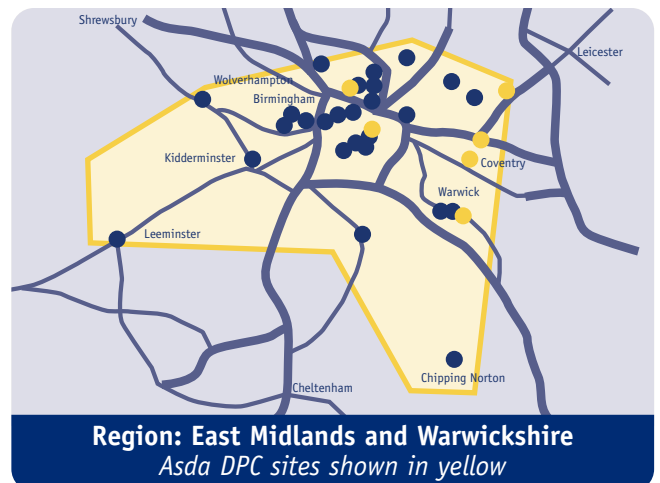 Shrewsbury
Leicester
Wolverhampton
Birmingham
Kidderminster
Coventry
Warwick
Leeminster
Chipping Norton
Cheltenham
Region: East Midlands and Warwickshire
Asda DPC sites shown in yellow